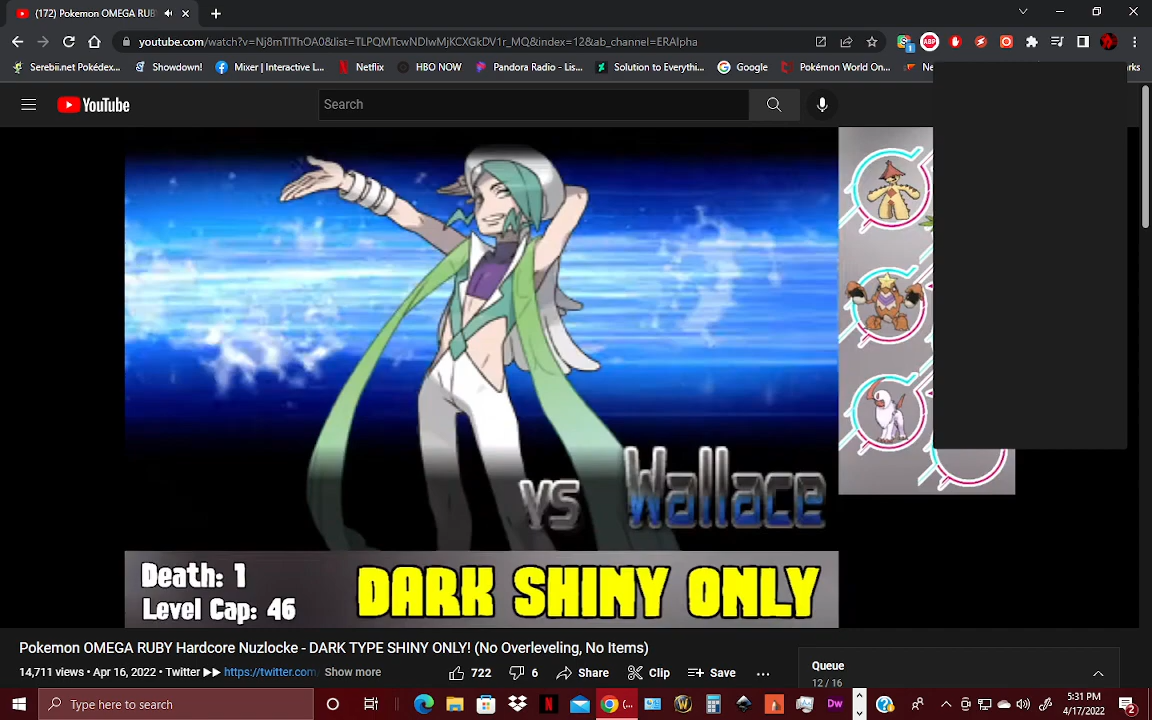 (172) Pokemon OMEGA RUB
youtube.com/watch?v=Nj8mTIThOA0&list=TLPQMTcwNDIwMjKCXGkDV1r_MQ&index=12&ab_channel=ERAlpha
ABP
1
Serebii.net Pokédex...
Showdown!
Mixer | Interactive L...
Netflix
HBO NOW
Pandora Radio - Lis...
Solution to Everythi...
Google
Pokémon World On...
YouTube
Search
vs Wallace
Death: 1
Level Cap: 46
DARK SHINY ONLY
Pokemon OMEGA RUBY Hardcore Nuzlocke - DARK TYPE SHINY ONLY! (No Overleveling, No Items)
14,711 views • Apr 16, 2022 • Twitter ►► https://twitter.com Show more
722
6
Share
Clip
Save
Queue
12 / 16
Type here to search
Dw
5:31 PM
4/17/2022
2